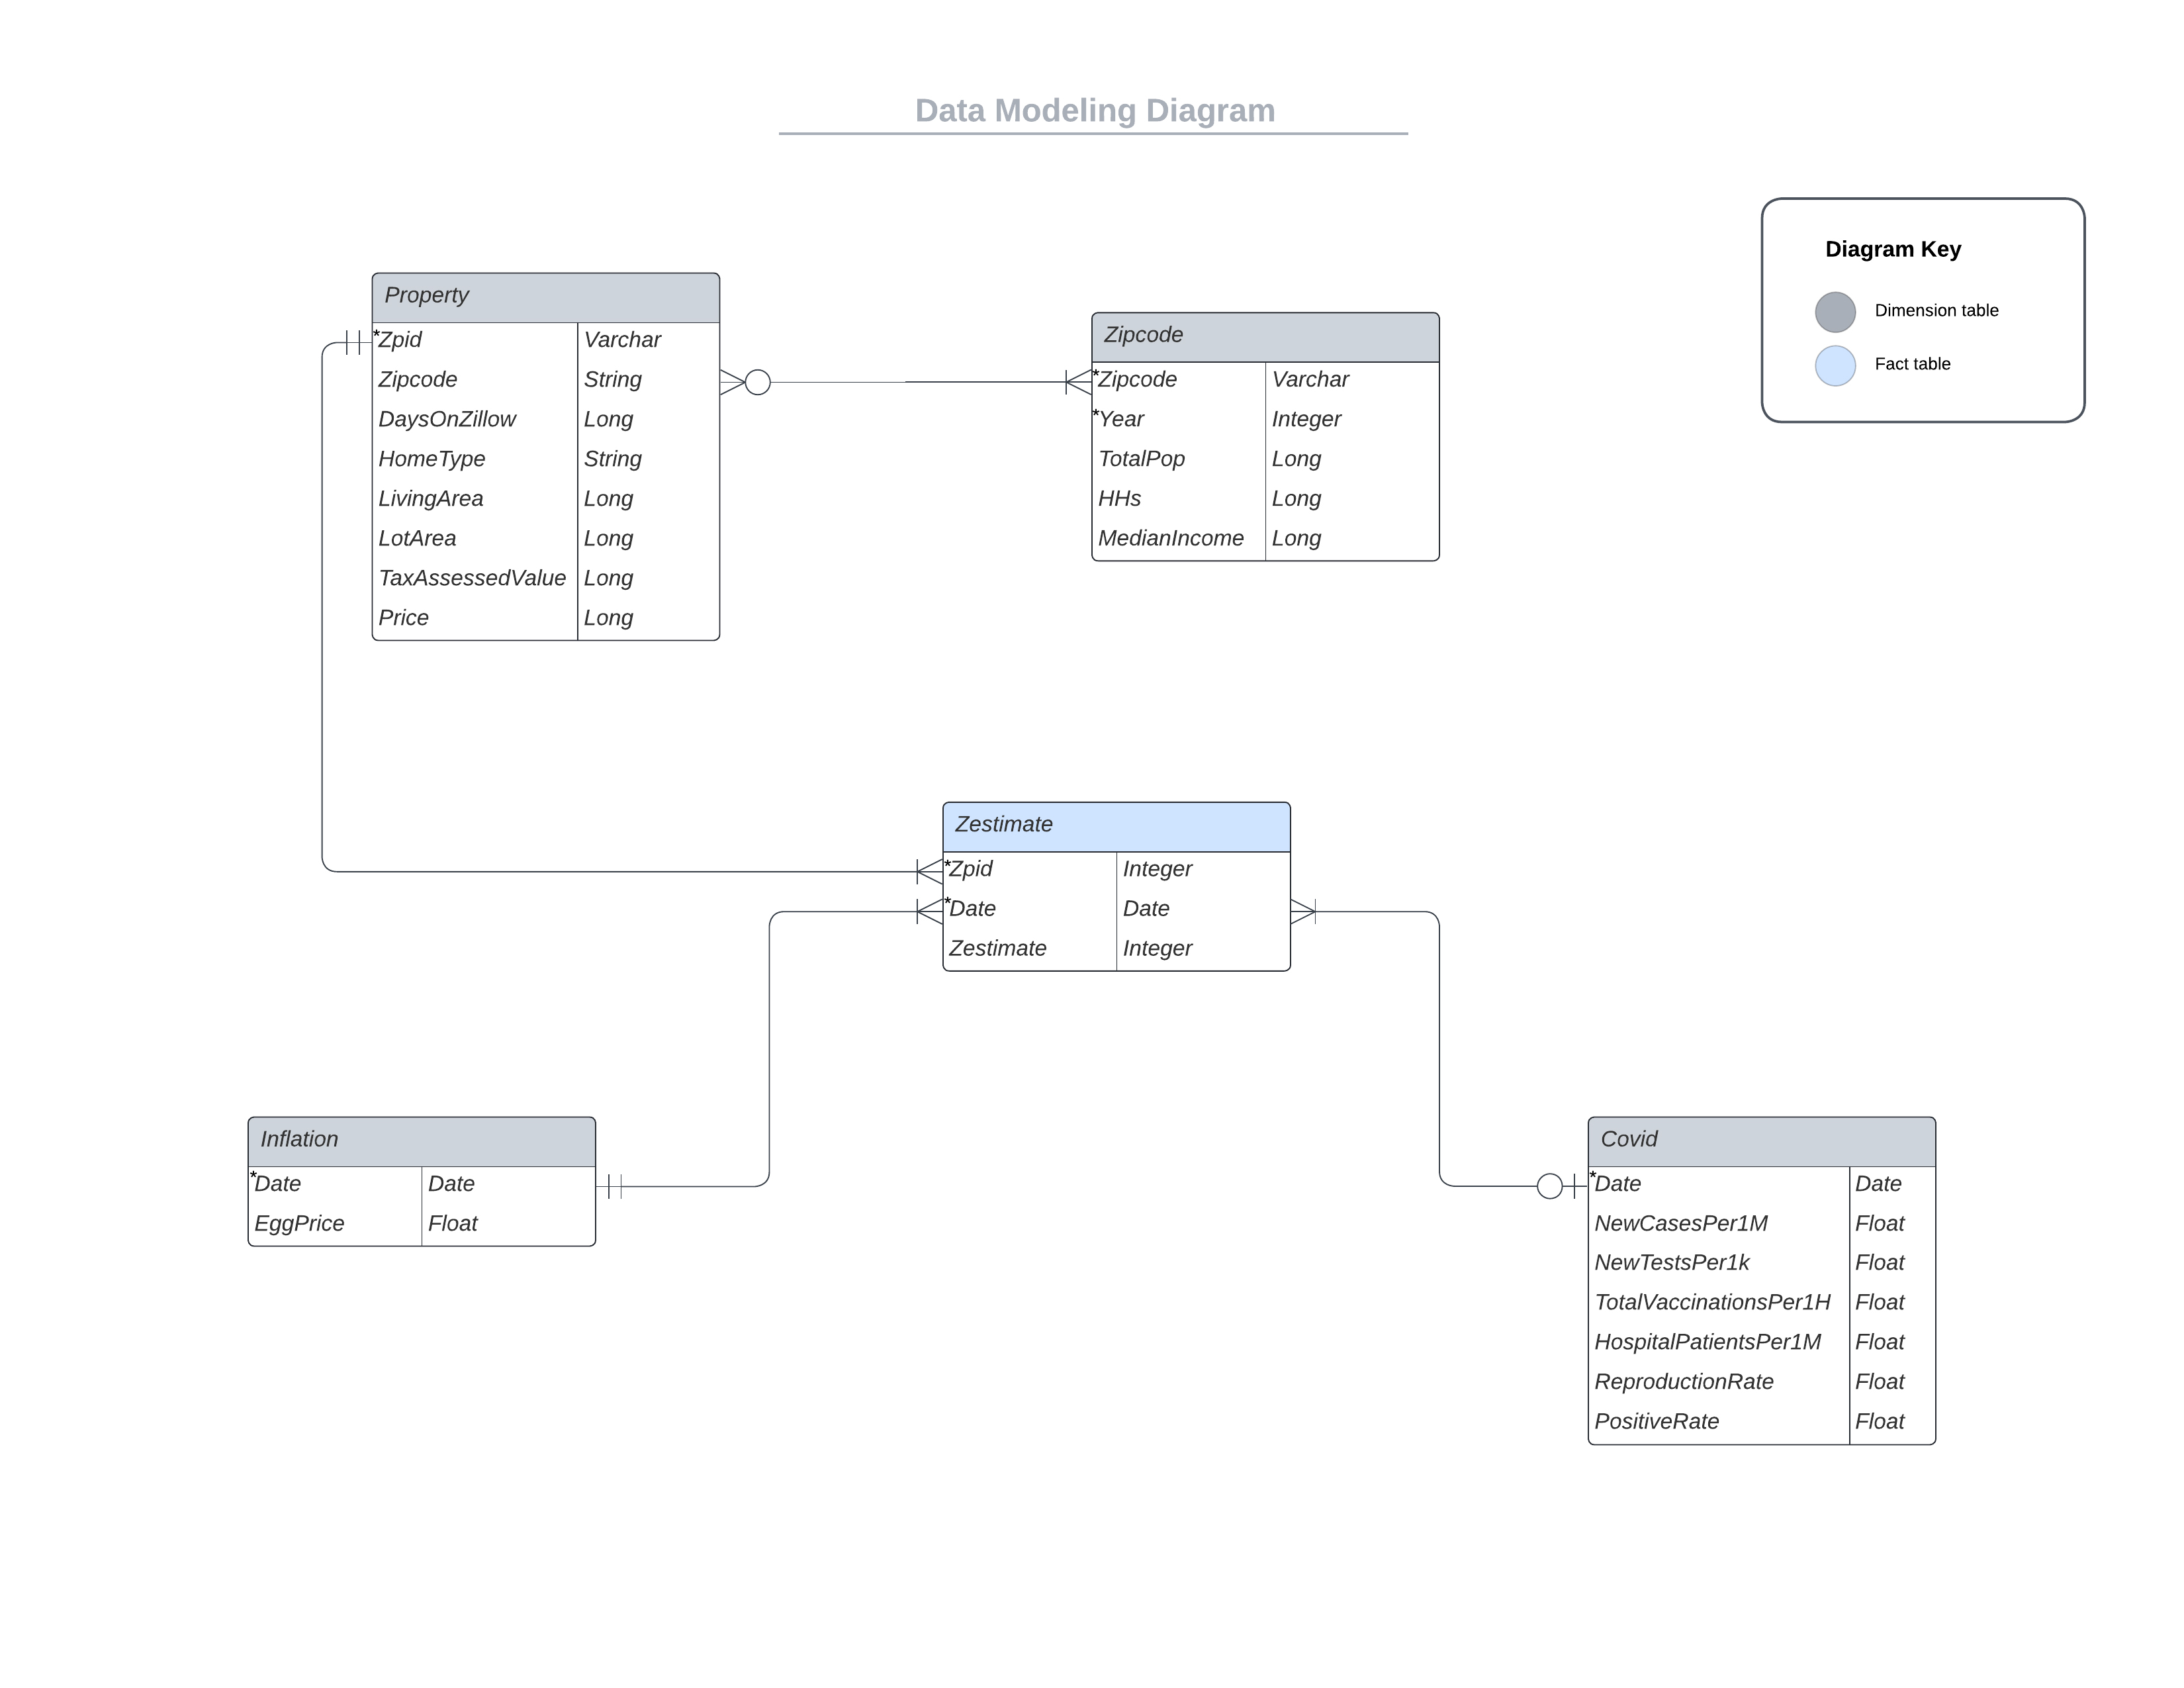 Data Modeling Diagram
Diagram Key
Dimension table
Fact table
Property
*Zpid Varchar
Zipcode String
DaysOnZillow Long
HomeType String
LivingArea Long
LotArea Long
TaxAssessedValue Long
Price Long
Zipcode
*Zipcode Varchar
*Year Integer
TotalPop Long
HHs Long
MedianIncome Long
Zestimate
*Zpid Integer
*Date Date
Zestimate Integer
Inflation
*Date Date
EggPrice Float
Covid
*Date Date
NewCasesPer1M Float
NewTestsPer1k Float
TotalVaccinationsPer1H Float
HospitalPatientsPer1M Float
ReproductionRate Float
PositiveRate Float